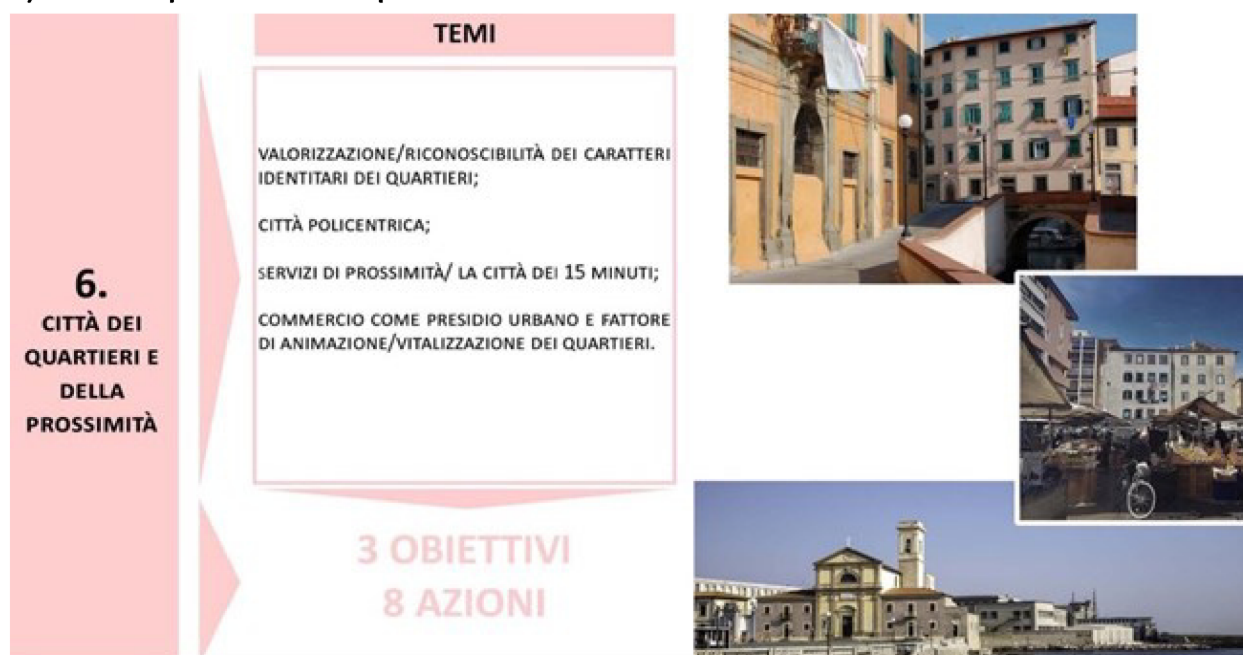 6.
CITTÀ DEI
QUARTIERI E
DELLA
PROSSIMITÀ
TEMI
VALORIZZAZIONE/RICONOSCIBILITÀ DEI CARATTERI
IDENTITARI DEI QUARTIERI;
CITTÀ POLICENTRICA;
SERVIZI DI PROSSIMITÀ/ LA CITTÀ DEI 15 MINUTI;
COMMERCIO COME PRESIDIO URBANO E FATTORE
DI ANIMAZIONE/VITALIZZAZIONE DEI QUARTIERI.
3 OBIETTIVI
8 AZIONI